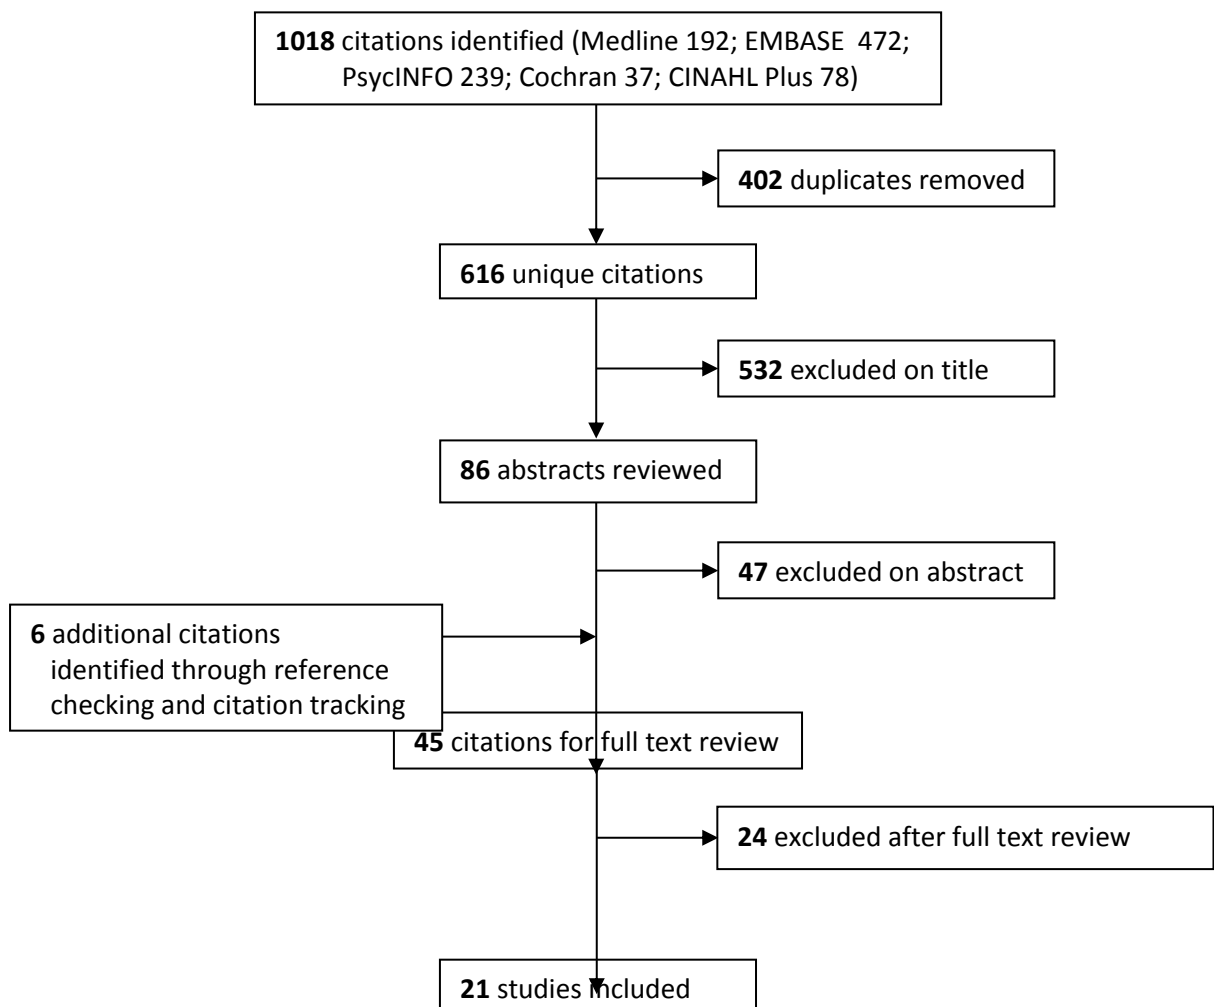 1018 citations identified (Medline 192; EMBASE 472;
PsycINFO 239; Cochran 37; CINAHL Plus 78)
402 duplicates removed
616 unique citations
532 excluded on title
86 abstracts reviewed
47 excluded on abstract
6 additional citations
identified through reference
checking and citation tracking
45 citations for full text review
24 excluded after full text review
21 studies included